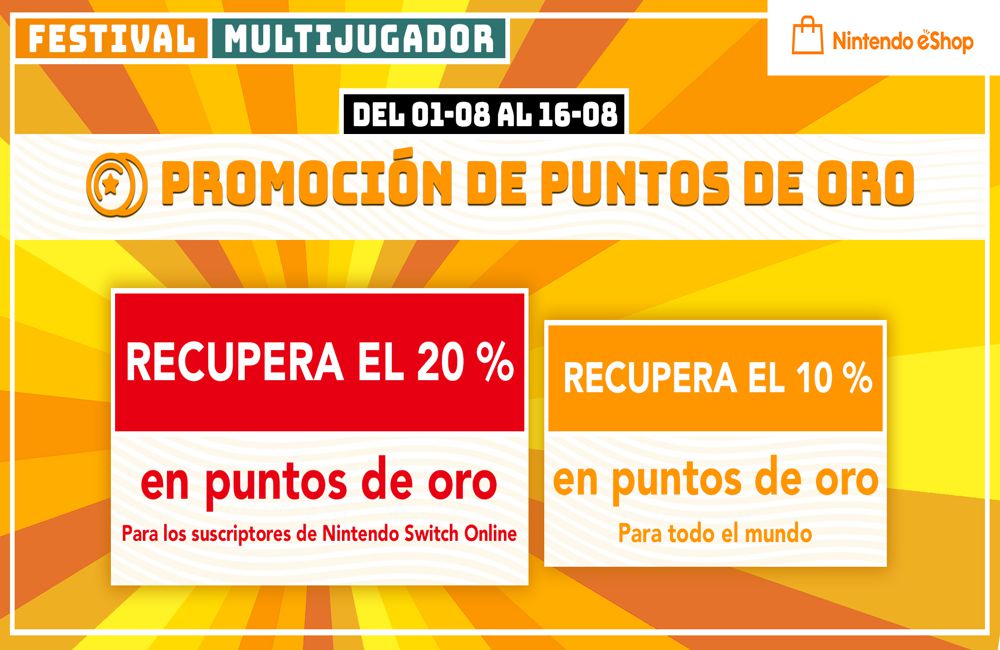 FESTIVAL MULTIJUGADOR
Nintendo eShop
DEL 01-08 AL 16-08
PROMOCIÓN DE PUNTOS DE ORO
RECUPERA EL 20 %
en puntos de oro
Para los suscriptores de Nintendo Switch Online
RECUPERA EL 10 %
en puntos de oro
Para todo el mundo